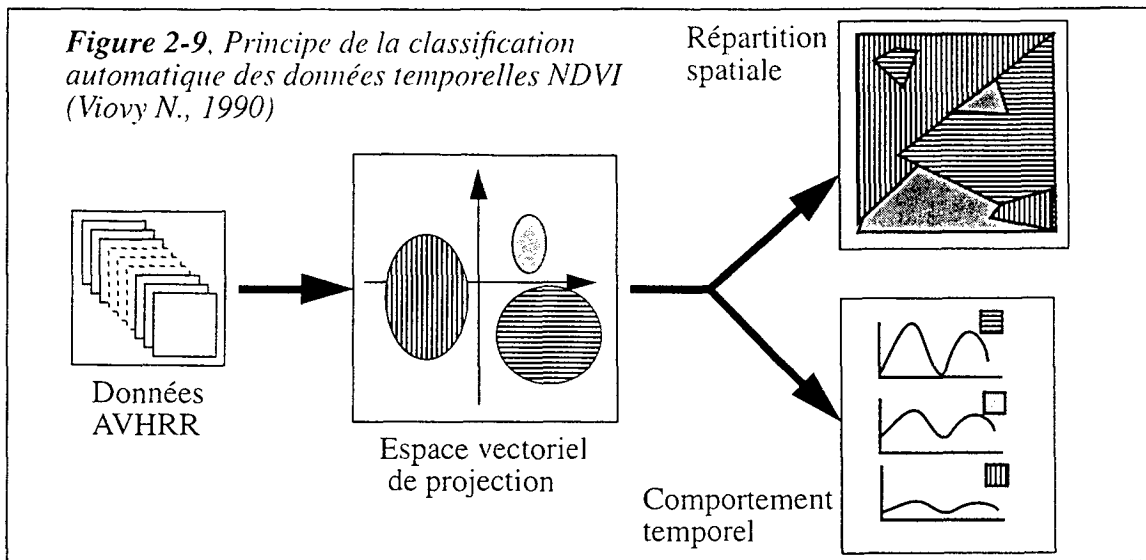 Figure 2-9, Principe de la classification
automatique des données temporelles NDVI
(Viovy N., 1990)
Répartition
spatiale
Données
AVHRR
Espace vectoriel
de projection
Comportement
temporel